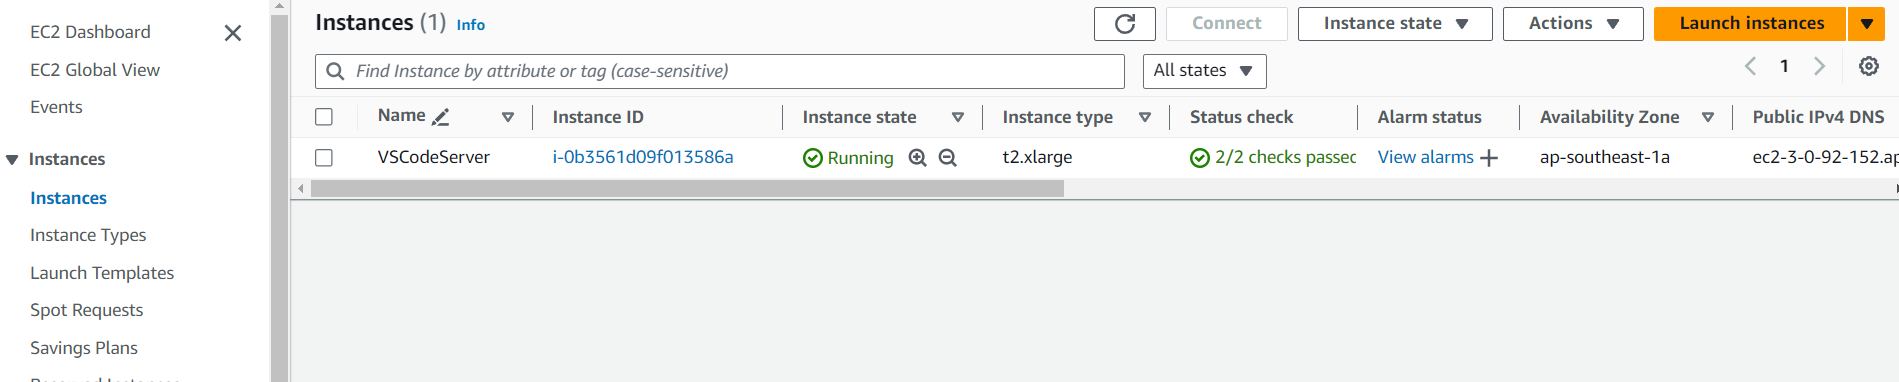 EC2 Dashboard
EC2 Global View
Events
Instances
Instances
Instance Types
Launch Templates
Spot Requests
Savings Plans
Instances (1) Info
Connect
Instance state
Actions
Launch instances
Find Instance by attribute or tag (case-sensitive)
All states
1
Name Instance ID Instance state Instance type Status check Alarm status Availability Zone Public IPv4 DNS
VSCodeServer i-0b3561d09f013586a Running t2.xlarge 2/2 checks passec View alarms + ap-southeast-1a ec2-3-0-92-152.ap